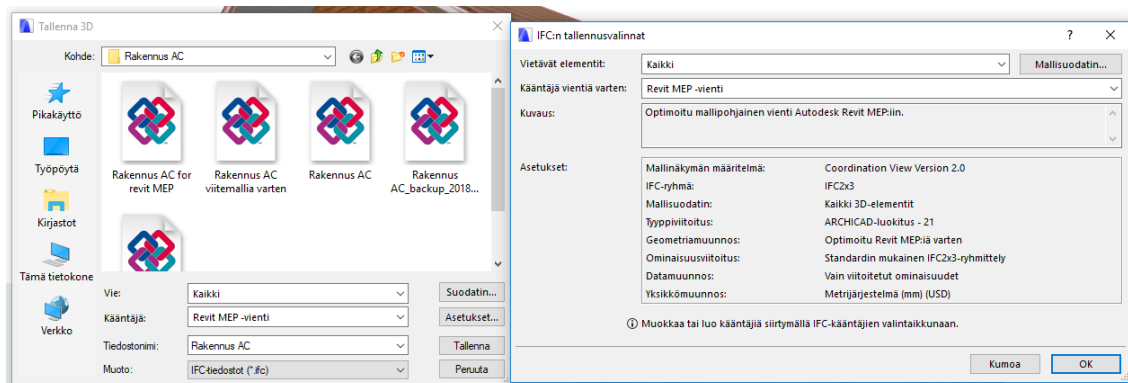 Tallenna 3D
Kohde:
Rakennus AC
Pikakäyttö
Työpöytä
Kirjastot
Tämä tietokone
Verkko
Rakennus AC for
revit MEP
Rakennus AC
viitemallia varten
Rakennus AC
Rakennus
AC_backup_2018...
Vie:
Kaikki
Suodatin...
Kääntäjä:
Revit MEP -vienti
Asetukset...
Tiedostonimi:
Rakennus AC
Tallenna
Muoto:
IFC-tiedostot (*.ifc)
Peruuta
IFC:n tallennusvalinnat
?
Vietävät elementit:
Kaikki
Mallisuodatin...
Kääntäjä vientiä varten:
Revit MEP -vienti
Kuvaus:
Optimoitu mallipohjainen vienti Autodesk Revit MEP:iin.
Asetukset:
Mallinäkymän määritelmä: Coordination View Version 2.0
IFC-ryhmä: IFC2x3
Mallisuodatin: Kaikki 3D-elementit
Tyyppiviitoitus: ARCHICAD-luokitus - 21
Geometriamuunnos: Optimoitu Revit MEP:iä varten
Ominaisuusviitoitus: Standardin mukainen IFC2x3-ryhmittely
Datamuunnos: Vain viitoitetut ominaisuudet
Yksikkömuunnos: Metrijärjestelmä (mm) (USD)
Muokkaa tai luo kääntäjiä siirtymällä IFC-kääntäjien valintaikkunaan.
Kumoa
OK